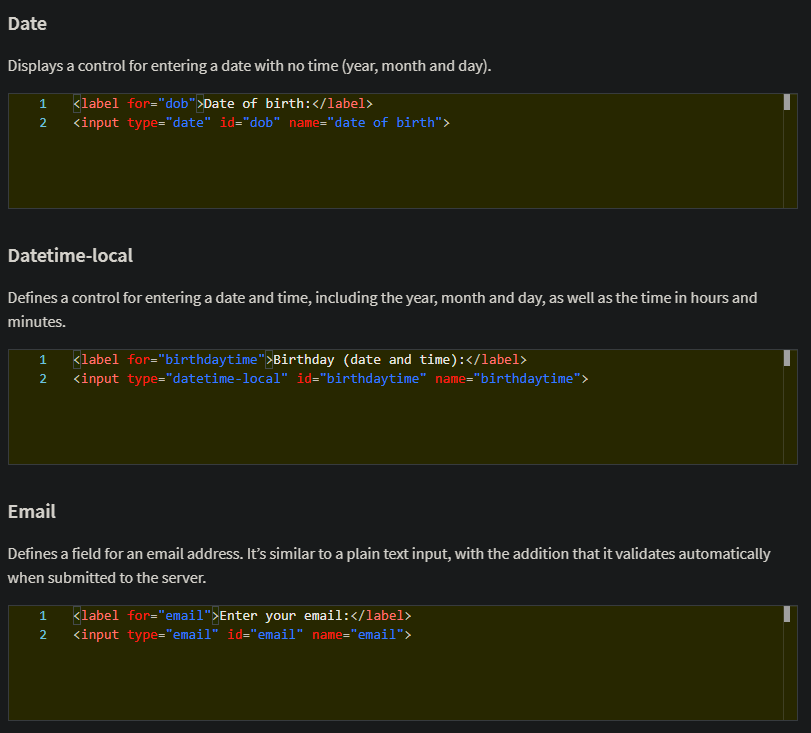 Date
Displays a control for entering a date with no time (year, month and day).
1 <label for="dob">Date of birth:</label>
2 <input type="date" id="dob" name="date of birth">
Datetime-local
Defines a control for entering a date and time, including the year, month and day, as well as the time in hours and
minutes.
1 <label for="birthdaytime">Birthday (date and time):</label>
2 <input type="datetime-local" id="birthdaytime" name="birthdaytime">
Email
Defines a field for an email address. It’s similar to a plain text input, with the addition that it validates automatically
when submitted to the server.
1 <label for="email">Enter your email:</label>
2 <input type="email" id="email" name="email">